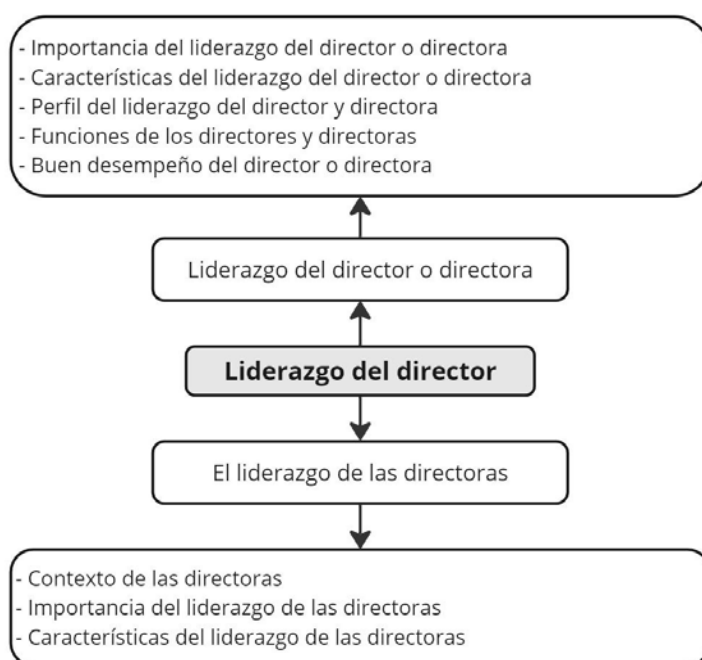 - Importancia del liderazgo del director o directora
- Características del liderazgo del director o directora
- Perfil del liderazgo del director y directora
- Funciones de los directores y directoras
- Buen desempeño del director o directora
Liderazgo del director o directora
Liderazgo del director
El liderazgo de las directoras
- Contexto de las directoras
- Importancia del liderazgo de las directoras
- Características del liderazgo de las directoras